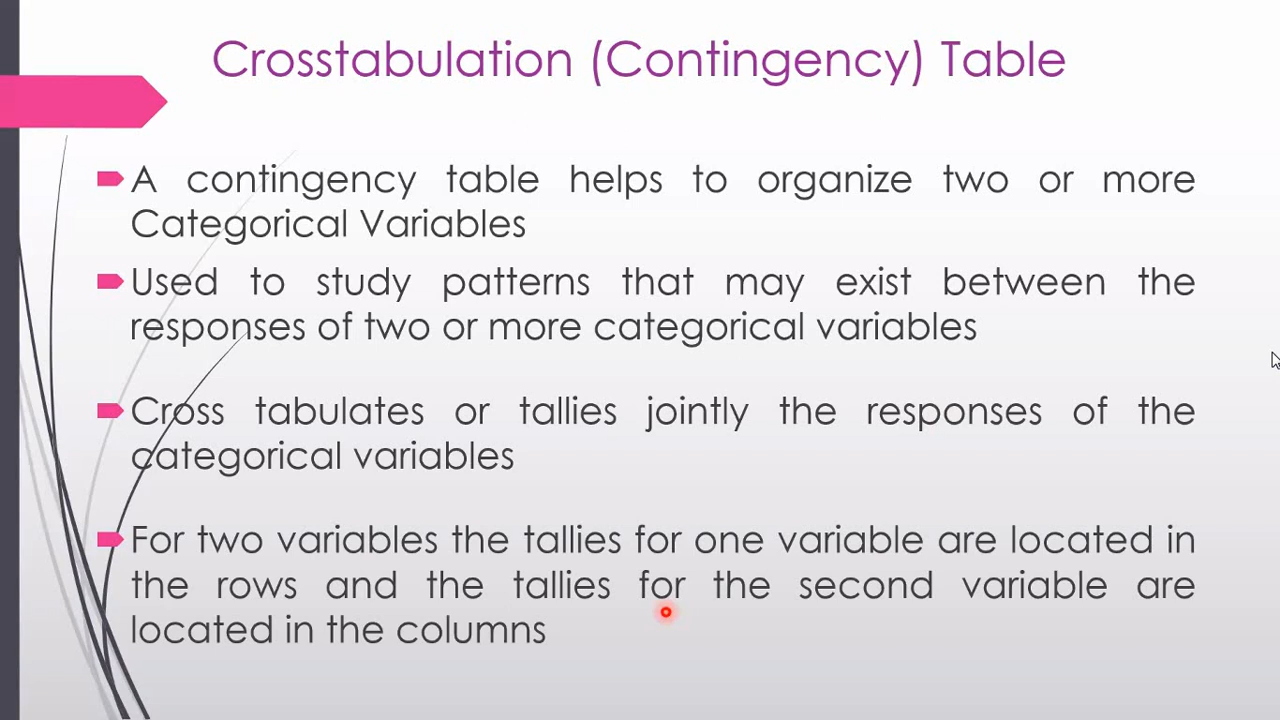 Crosstabulation (Contingency) Table
A contingency table helps to organize two or more
Categorical Variables
Used to study patterns that may exist between the
responses of two or more categorical variables
Cross tabulates or tallies jointly the responses of the
categorical variables
For two variables the tallies for one variable are located in
the rows and the tallies for the second variable are
located in the columns